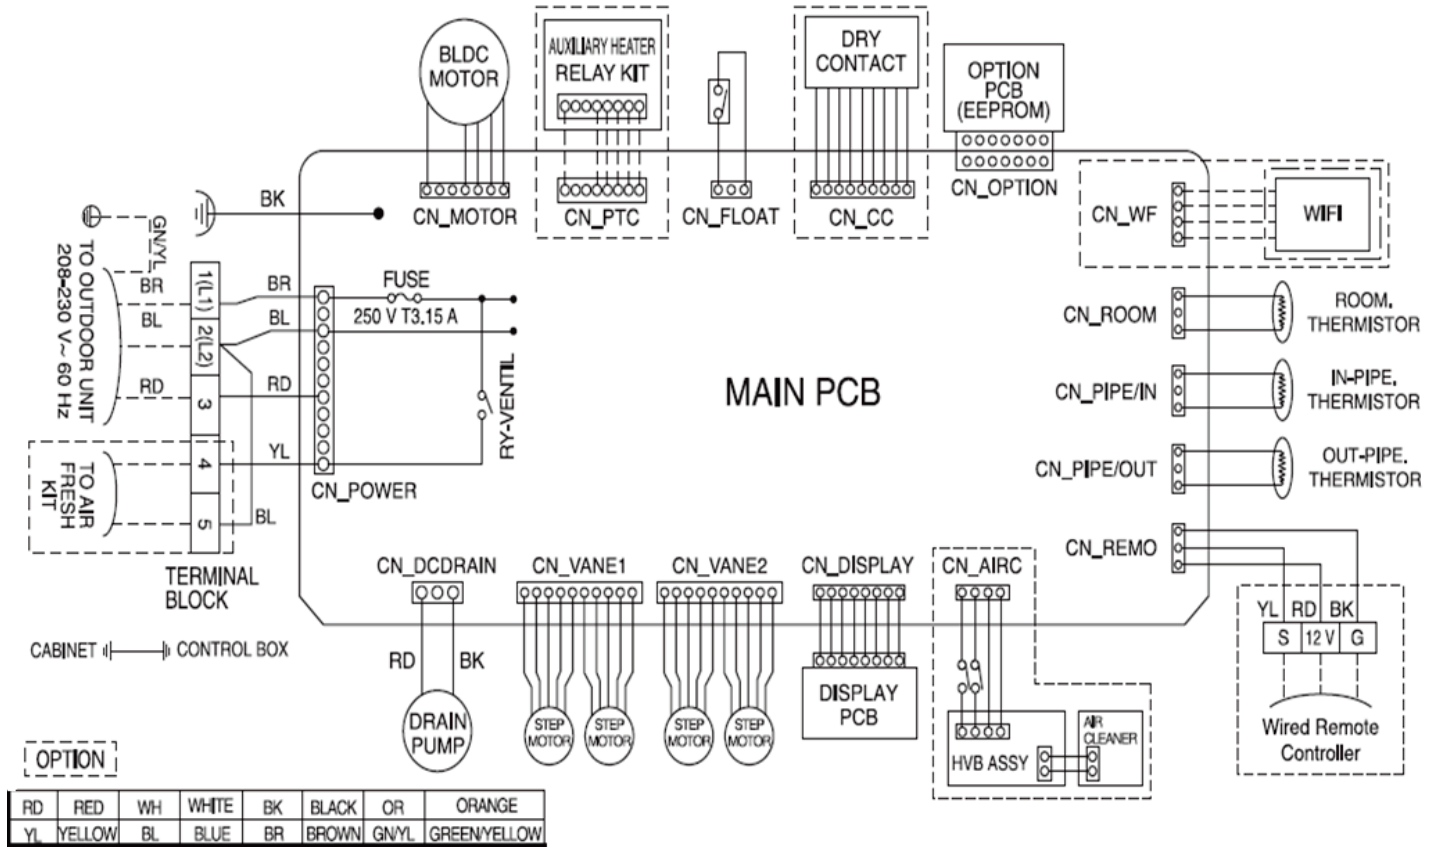 BLDC
MOTOR
AUXILIARY HEATER
RELAY KIT
DRY
CONTACT
OPTION
PCB
(EEPROM)
CN_MOTOR
CN_PTC
CN_FLOAT
CN_CC
CN_OPTION
CN_WF
WIFI
BK
GN/YL
TO OUTDOOR UNIT
208-230 V~ 60 Hz
BR
BL
RD
1(L1)
2(L2)
3
4
5
BR
BL
RD
YL
BL
FUSE
250 V T3.15 A
RY-VENTIL
CN_POWER
TO AIR
FRESH
KIT
TERMINAL
BLOCK
MAIN PCB
CN_ROOM
ROOM.
THERMISTOR
CN_PIPE/IN
IN-PIPE.
THERMISTOR
CN_PIPE/OUT
OUT-PIPE.
THERMISTOR
CN_REMO
CN_DCDRAIN
CN_VANE1
CN_VANE2
CN_DISPLAY
CN_AIRC
CABINET
CONTROL BOX
RD
BK
DRAIN
PUMP
STEP
MOTOR
STEP
MOTOR
STEP
MOTOR
STEP
MOTOR
DISPLAY
PCB
HVB ASSY
AIR
CLEANER
YL RD BK
S 12 V G
Wired Remote
Controller
OPTION
RD RED WH WHITE BK BLACK OR ORANGE
YL YELLOW BL BLUE BR BROWN GN/YL GREEN/YELLOW